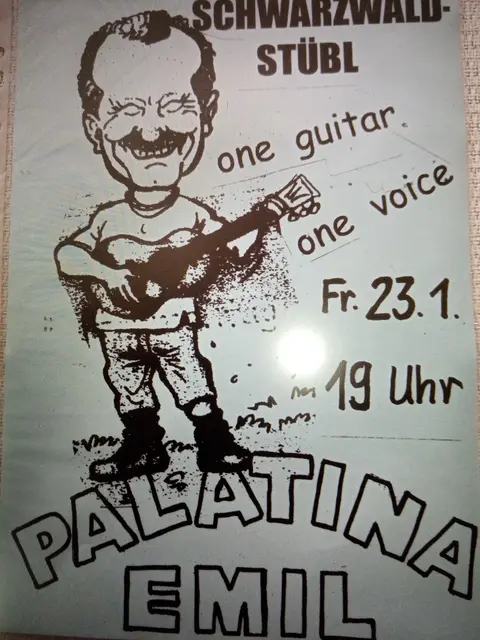 SCHWARZWALD-
STÜBL
one guitar
one voice
Fr. 23.1.
19 Uhr
PALATINA
EMIL